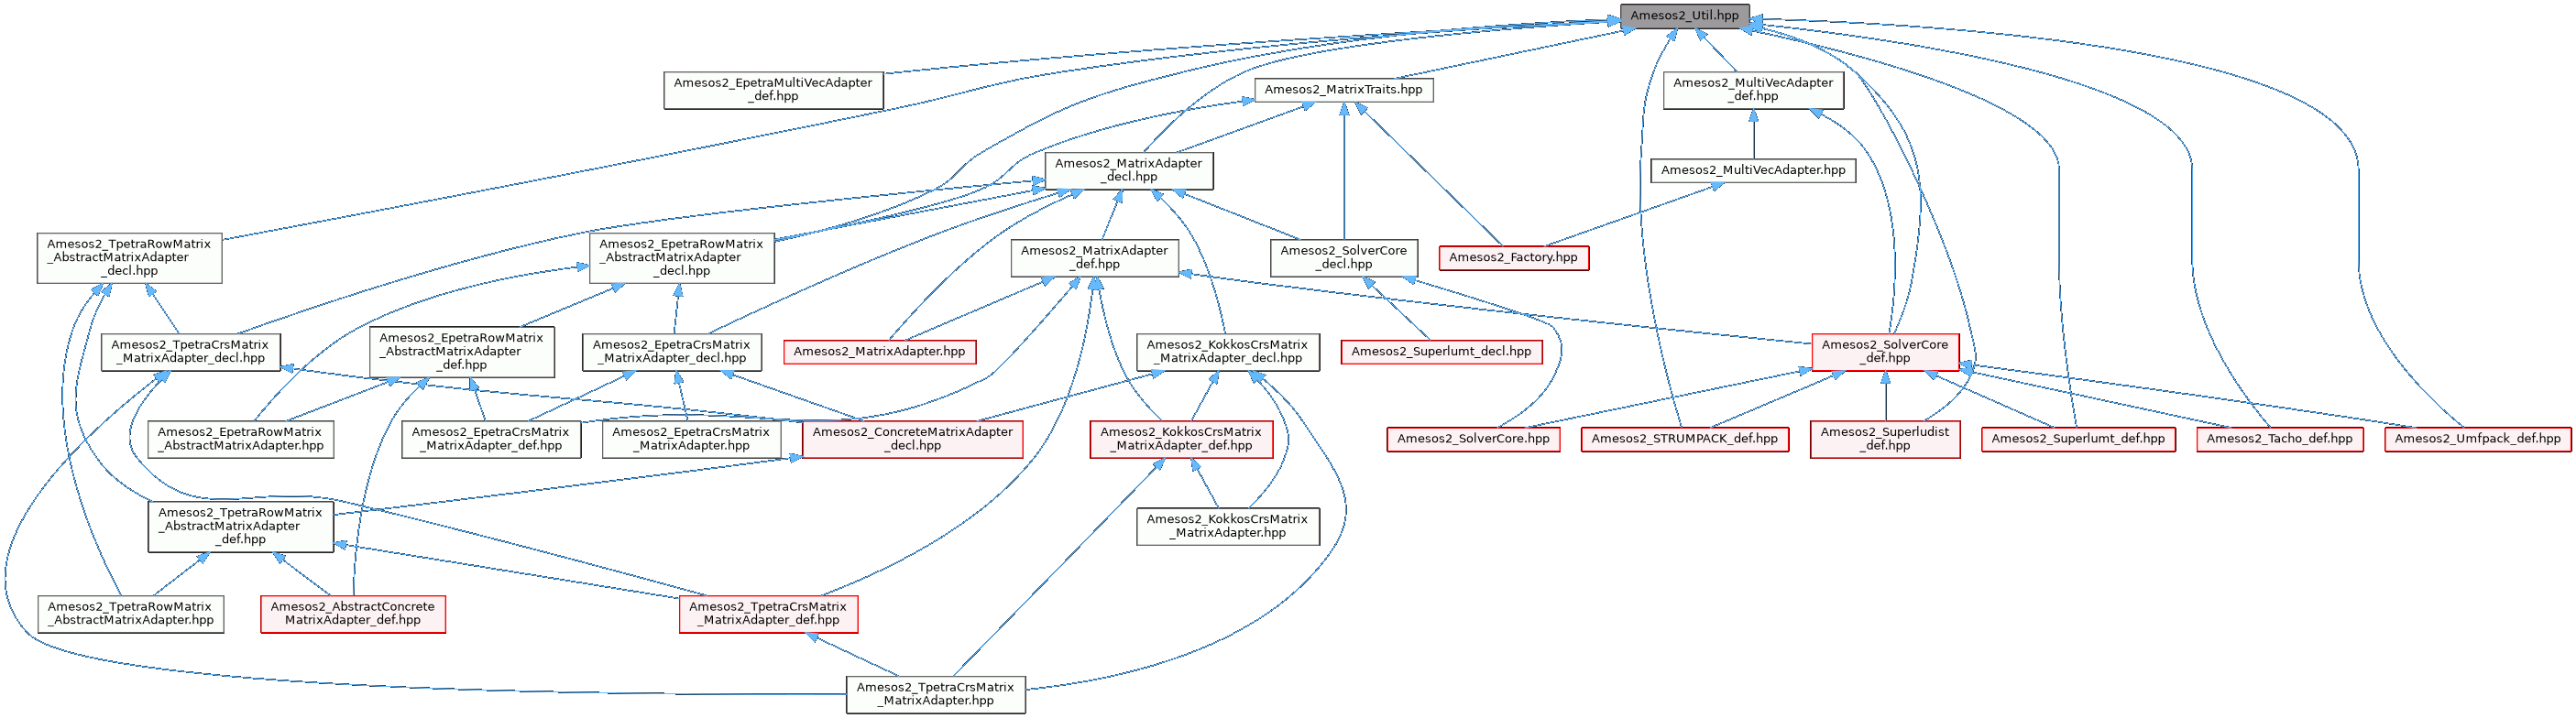 Amesos2_Util.hpp
Amesos2_EpetraMultiVecAdapter
_def.hpp
Amesos2_MatrixTraits.hpp
Amesos2_MultiVecAdapter
_def.hpp
Amesos2_MatrixAdapter
_decl.hpp
Amesos2_MultiVecAdapter.hpp
Amesos2_TpetraRowMatrix
_AbstractMatrixAdapter
_decl.hpp
Amesos2_EpetraRowMatrix
_AbstractMatrixAdapter
_decl.hpp
Amesos2_MatrixAdapter
_def.hpp
Amesos2_SolverCore
_decl.hpp
Amesos2_Factory.hpp
Amesos2_TpetraCrsMatrix
_MatrixAdapter_decl.hpp
Amesos2_EpetraRowMatrix
_AbstractMatrixAdapter
_def.hpp
Amesos2_EpetraCrsMatrix
_MatrixAdapter_decl.hpp
Amesos2_MatrixAdapter.hpp
Amesos2_KokkosCrsMatrix
_MatrixAdapter_decl.hpp
Amesos2_Superlumt_decl.hpp
Amesos2_SolverCore
_def.hpp
Amesos2_EpetraRowMatrix
_AbstractMatrixAdapter.hpp
Amesos2_EpetraCrsMatrix
_MatrixAdapter_def.hpp
Amesos2_EpetraCrsMatrix
_MatrixAdapter.hpp
Amesos2_ConcreteMatrixAdapter
_decl.hpp
Amesos2_KokkosCrsMatrix
_MatrixAdapter_def.hpp
Amesos2_SolverCore.hpp
Amesos2_STRUMPACK_def.hpp
Amesos2_Superludist
_def.hpp
Amesos2_Superlumt_def.hpp
Amesos2_Tacho_def.hpp
Amesos2_Umfpack_def.hpp
Amesos2_TpetraRowMatrix
_AbstractMatrixAdapter
_def.hpp
Amesos2_KokkosCrsMatrix
_MatrixAdapter.hpp
Amesos2_TpetraRowMatrix
_AbstractMatrixAdapter.hpp
Amesos2_AbstractConcrete
MatrixAdapter_def.hpp
Amesos2_TpetraCrsMatrix
_MatrixAdapter_def.hpp
Amesos2_TpetraCrsMatrix
_MatrixAdapter.hpp